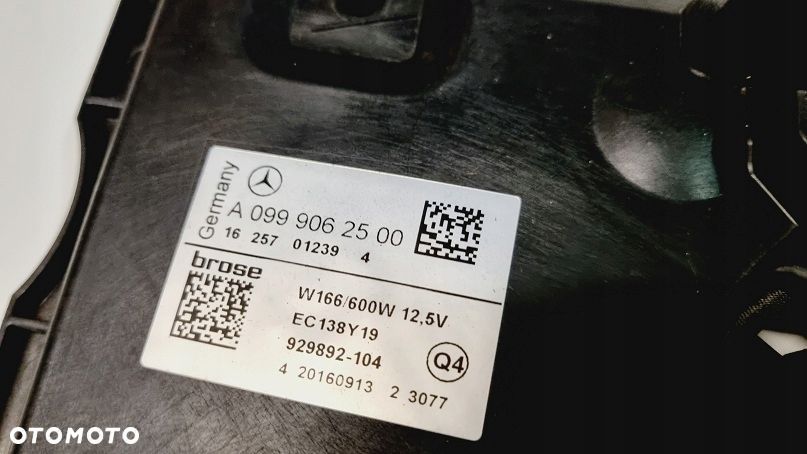 Germany
A 099 906 25 00
16 257 01239 4
brose
W166/600W 12,5V
EC138Y19
929892-104
Q4
4 20160913 2 3077
OTOMOTO